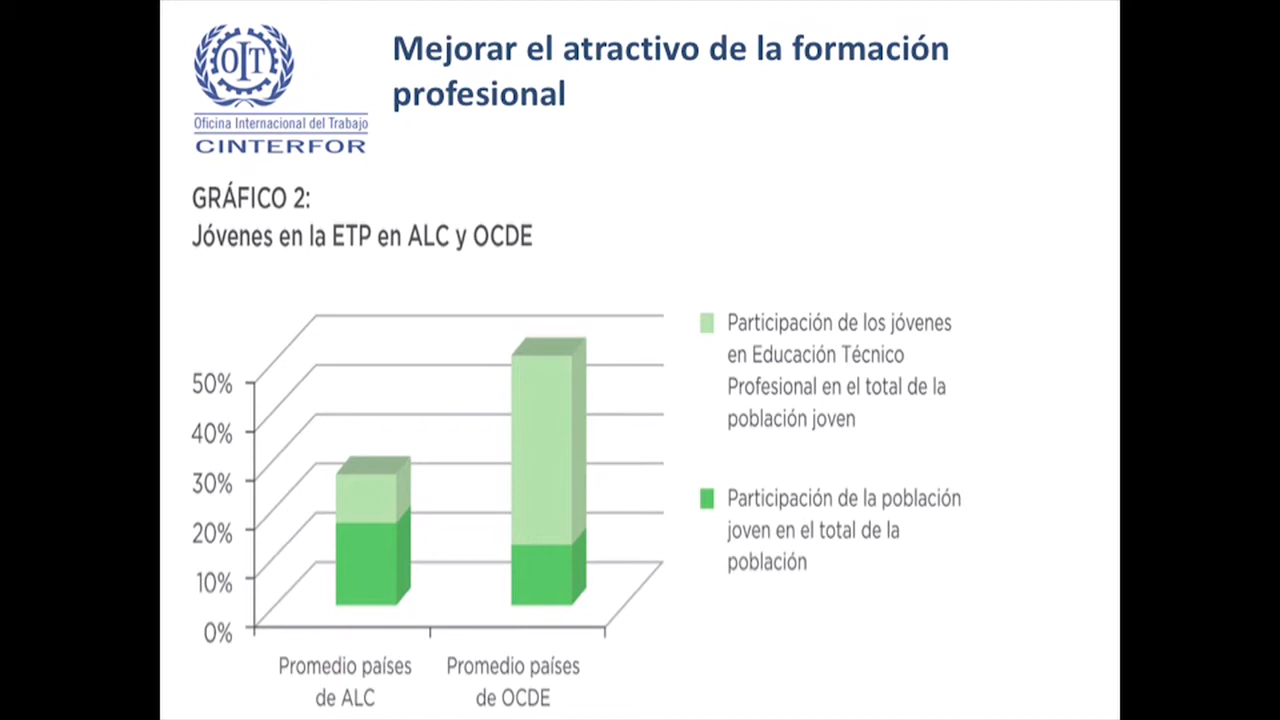 OIT
Oficina Internacional del Trabajo
CINTERFOR
Mejorar el atractivo de la formación
profesional
GRÁFICO 2:
Jóvenes en la ETP en ALC y OCDE
50%
40%
30%
20%
10%
0%
Promedio países
de ALC
Promedio países
de OCDE
Participación de los jóvenes
en Educación Técnico
Profesional en el total de la
población joven
Participación de la población
joven en el total de la
población